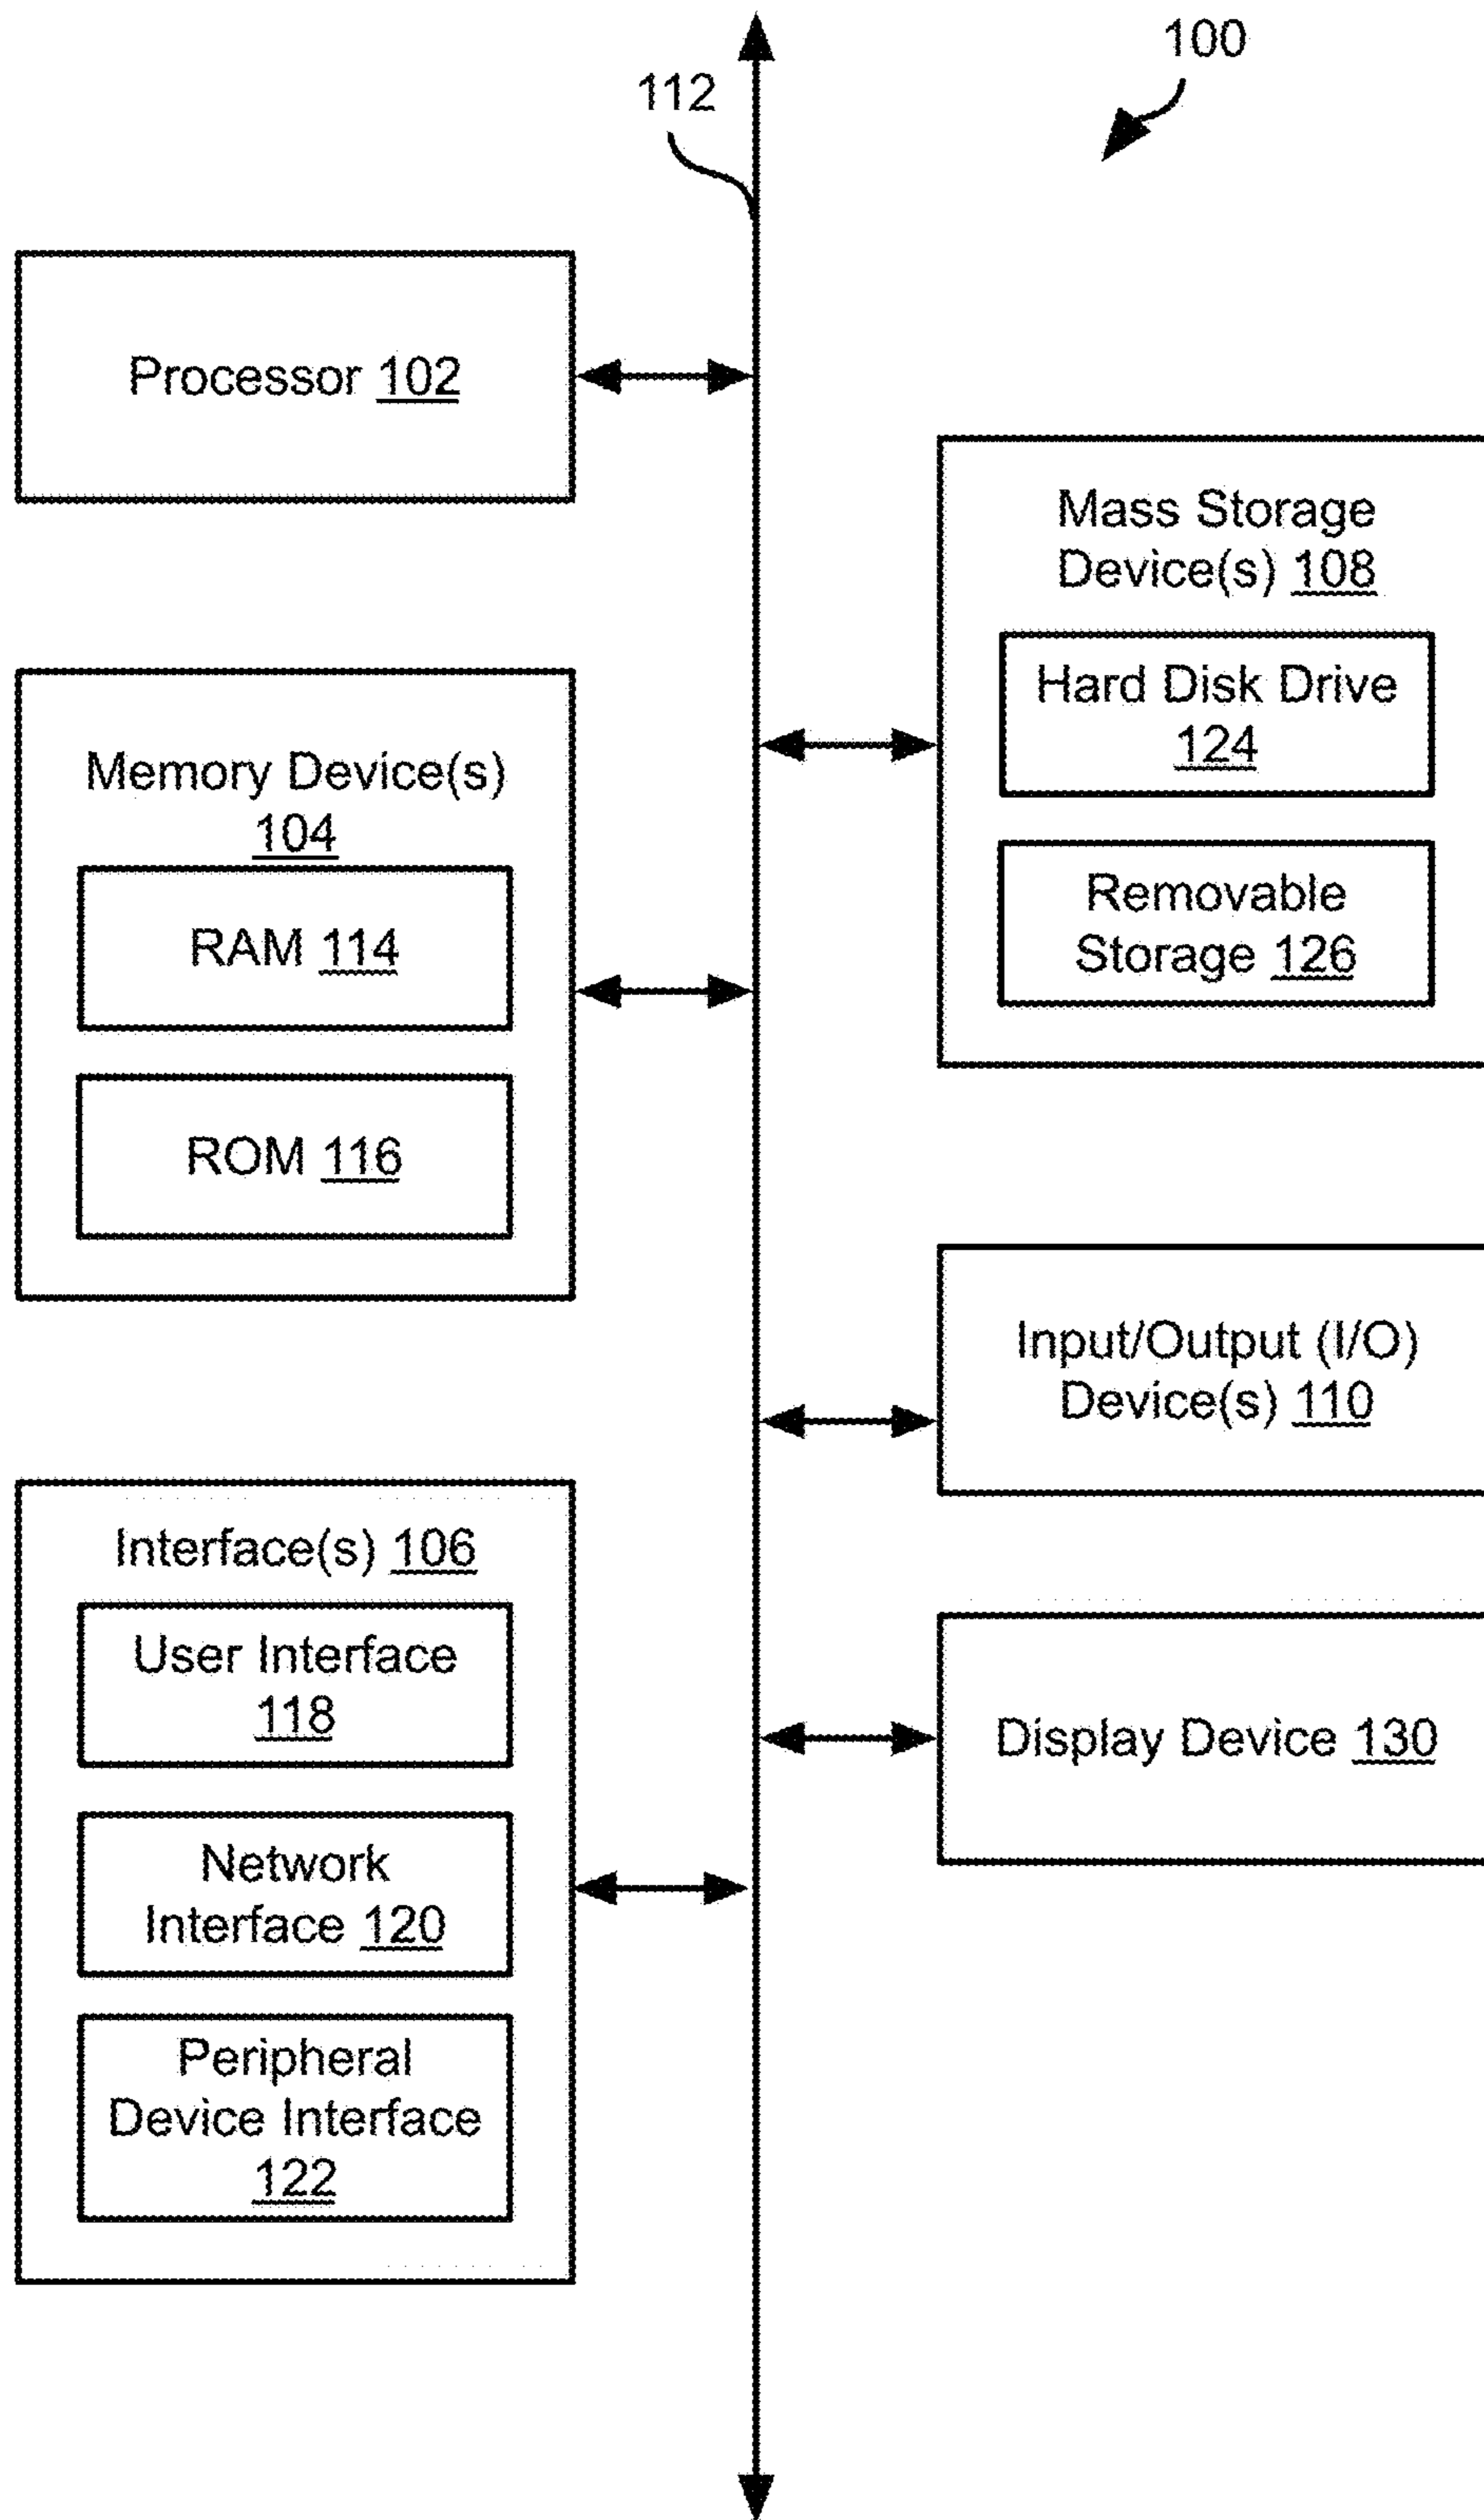 100
112
Processor 102
Mass Storage
Device(s) 108
Hard Disk Drive
124
Removable
Storage 126
Memory Device(s)
104
RAM 114
ROM 116
Input/Output (I/O)
Device(s) 110
Interface(s) 106
User Interface
118
Network
Interface 120
Peripheral
Device Interface
122
Display Device 130